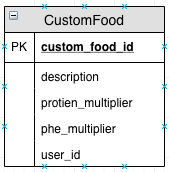 CustomFood
PK custom_food_id
description
protien_multiplier
phe_multiplier
user_id